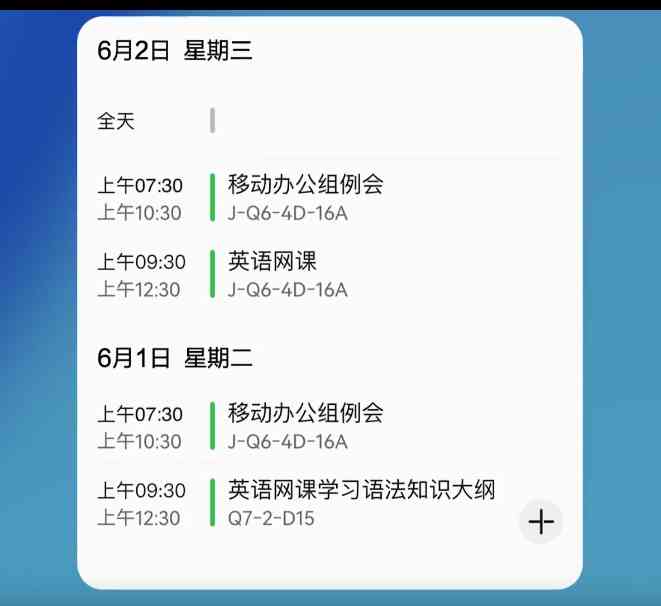 6月2日 星期三
全天
上午07:30 移动办公组例会
上午10:30 J-Q6-4D-16A
上午09:30 英语网课
上午12:30 J-Q6-4D-16A
6月1日 星期二
上午07:30 移动办公组例会
上午10:30 J-Q6-4D-16A
上午09:30 英语网课学习语法知识大纲
上午12:30 Q7-2-D15